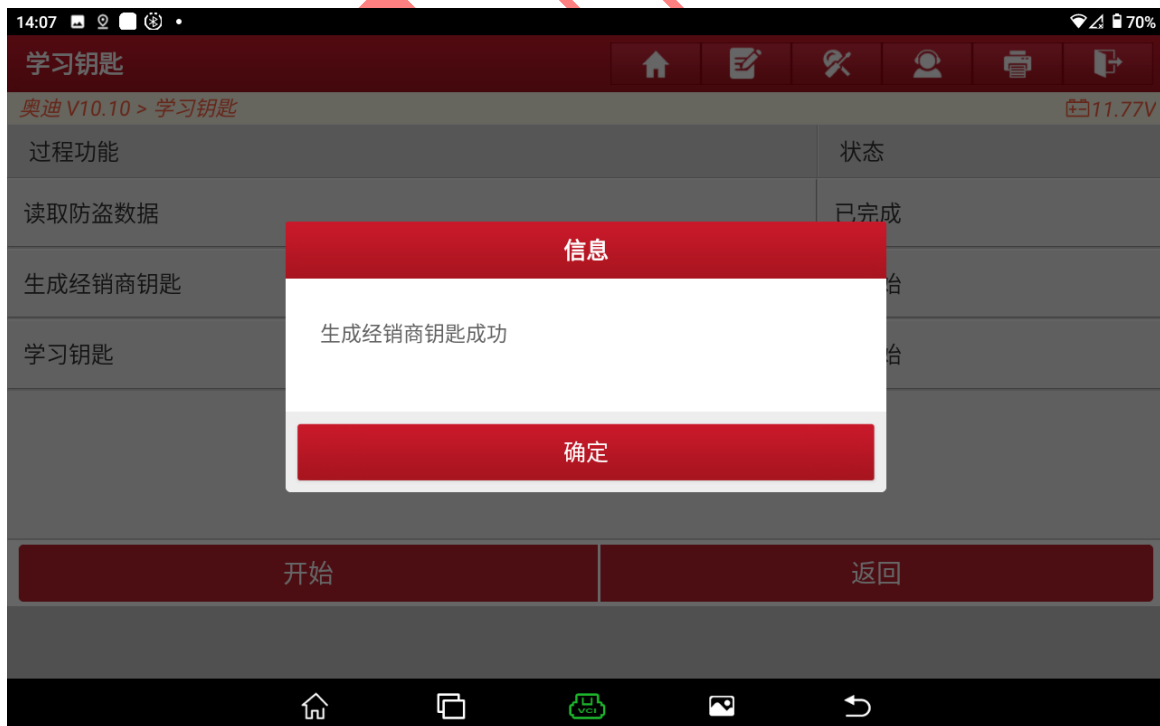 14:07
70%
学习钥匙
奥迪 V10.10 > 学习钥匙
11.77V
过程功能
状态
读取防盗数据
已完成
信息
生成经销商钥匙
始
生成经销商钥匙成功
学习钥匙
始
确定
开始
返回
VCI